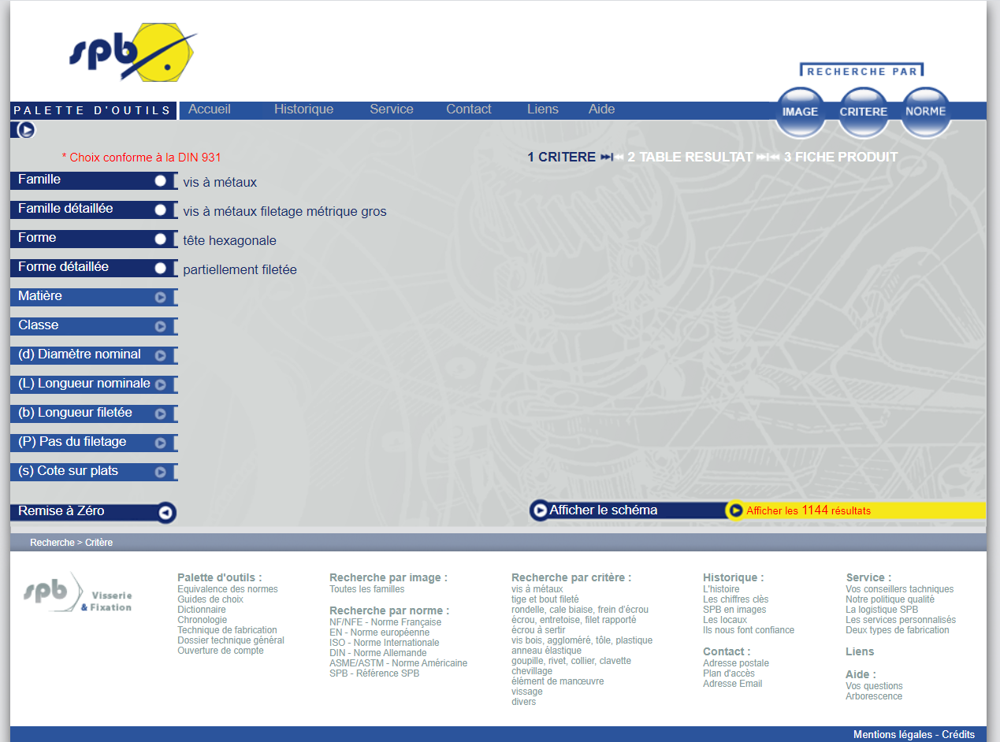 spb
RECHERCHE PAR
PALETTE D'OUTILS
Accueil Historique Service Contact Liens Aide
IMAGE CRITERE NORME
* Choix conforme à la DIN 931
1 CRITERE 2 TABLE RESULTAT 3 FICHE PRODUIT
Famille vis à métaux
Famille détaillée vis à métaux filetage métrique gros
Forme tête hexagonale
Forme détaillée partiellement filetée
Matière
Classe
(d) Diamètre nominal
(L) Longueur nominale
(b) Longueur filetée
(P) Pas du filetage
(s) Cote sur plats
Remise à Zéro Afficher le schéma Afficher les 1144 résultats
Recherche > Critère
spb Visserie
& Fixation
Palette d'outils :
Equivalence des normes
Guides de choix
Dictionnaire
Chronologie
Technique de fabrication
Dossier technique général
Ouverture de compte
Recherche par image :
Toutes les familles
Recherche par norme :
NF/NFE - Norme Française
EN - Norme européenne
ISO - Norme Internationale
DIN - Norme Allemande
ASME/ASTM - Norme Américaine
SPB - Référence SPB
Recherche par critère :
vis à métaux
tige et bout fileté
rondelle, cale biaise, frein d'écrou
écrou, entretoise, filet rapporté
écrou à sertir
vis bois, aggloméré, tôle, plastique
anneau élastique
goupille, rivet, collier, clavette
chevillage
élément de manœuvre
vissage
divers
Historique :
L'histoire
Les chiffres clès
SPB en images
Les locaux
Ils nous font confiance
Contact :
Adresse postale
Plan d'accès
Adresse Email
Service :
Vos conseillers tachniques
Notre politique qualité
La logistique SPB
Les services personnalisés
Deux types de fabrication
Liens
Aide :
Vos questions
Arborescence
Mentions légales - Crédits